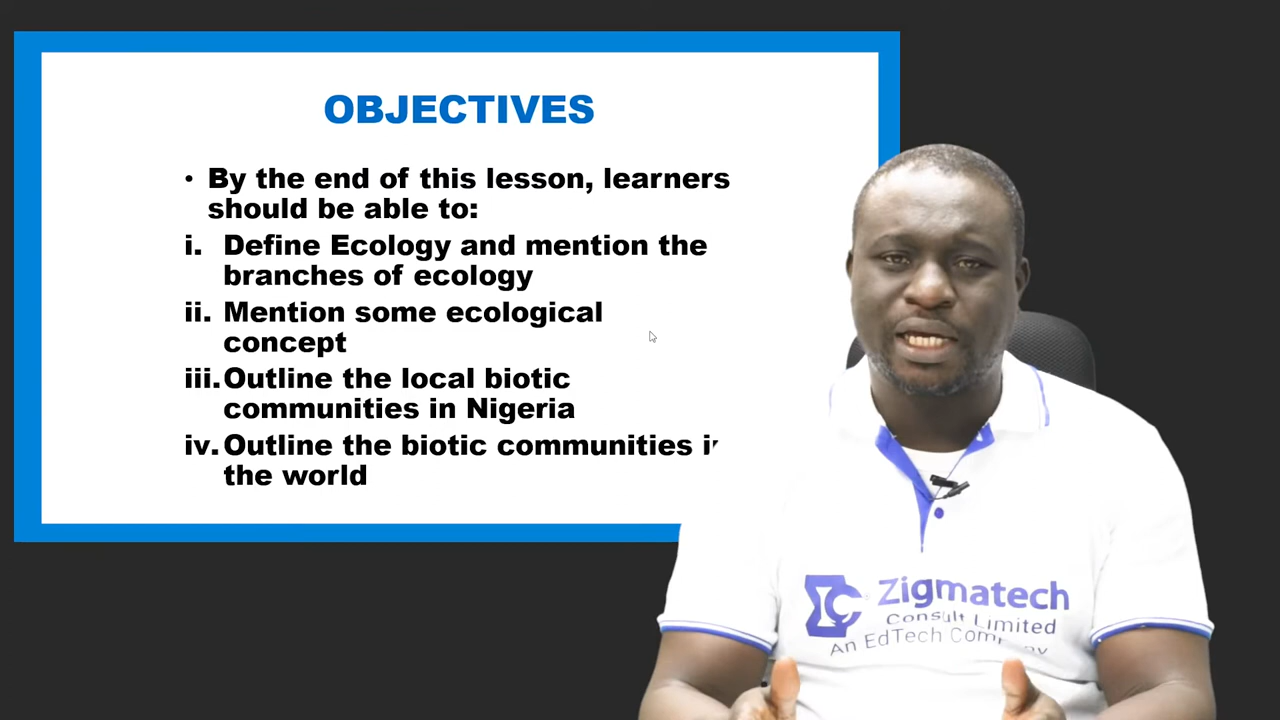 OBJECTIVES
• By the end of this lesson, learners
should be able to:
i. Define Ecology and mention the
branches of ecology
ii. Mention some ecological
concept
iii. Outline the local biotic
communities in Nigeria
iv. Outline the biotic communities
the world
Zigmatech
Consult Limited
An EdTech